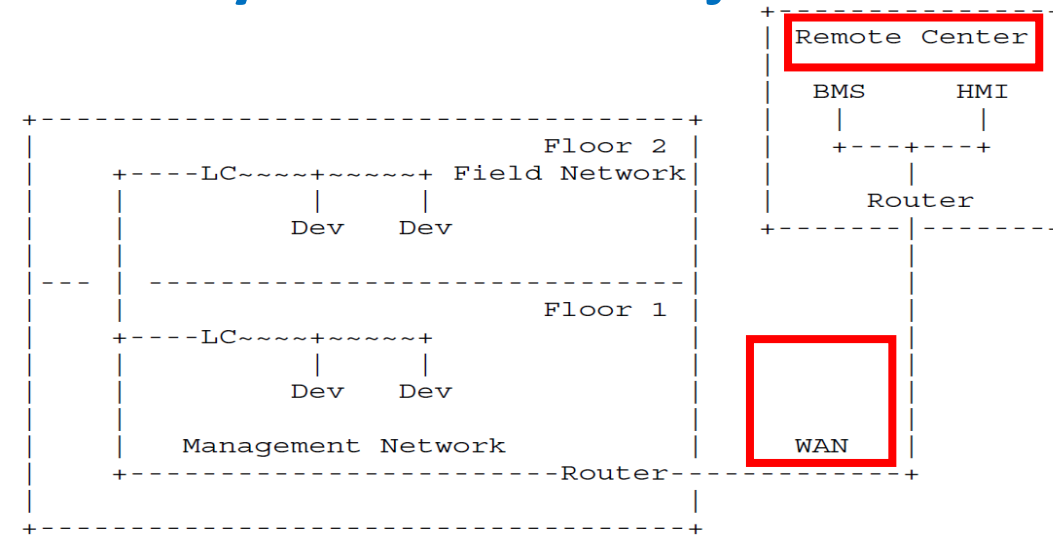 Remote Center
BMS HMI
Router
Floor 2
LC Field Network
Dev Dev
Floor 1
LC
Dev Dev
Management Network
Router
WAN